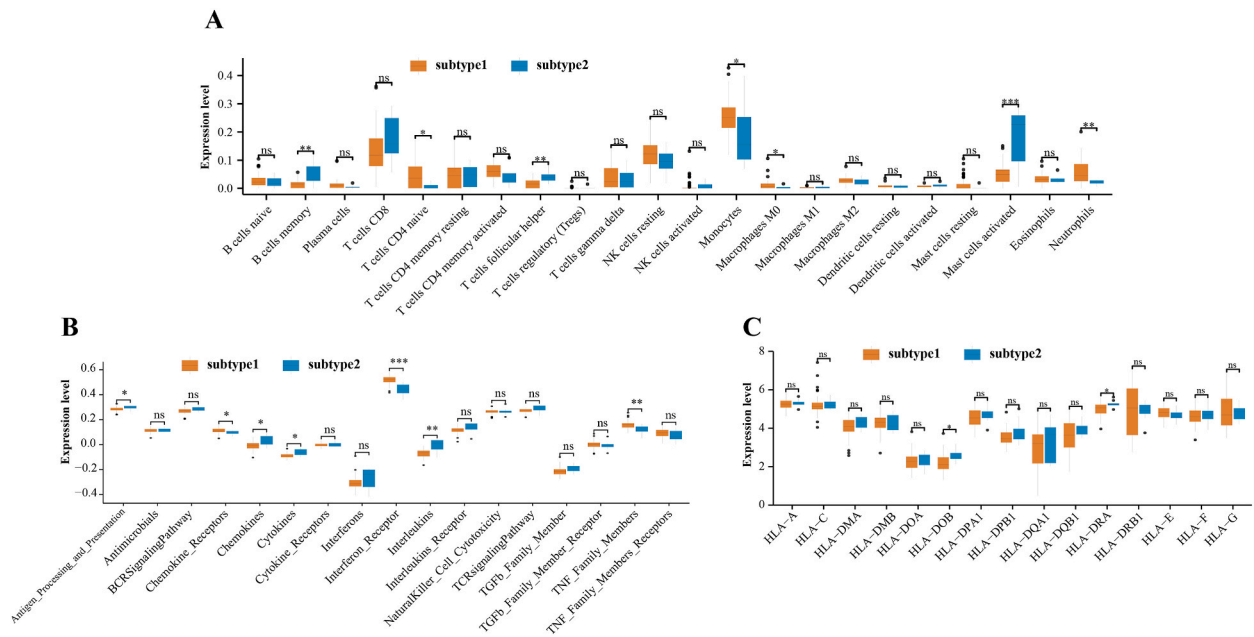 A
subtype1 subtype2
Expression level
0.4
0.3
0.2
0.1
0.0
ns ** ns ns * ns ns ** ns ns ns ns * * ns ns ns ns ns *** ns **
B cells naive
B cells memory
Plasma cells
T cells CD8
T cells CD4 naive
T cells CD4 memory resting
T cells CD4 memory activated
T cells follicular helper
T cells regulatory (Tregs)
T cells gamma delta
NK cells resting
NK cells activated
Monocytes
Macrophages M0
Macrophages M1
Macrophages M2
Dendritic cells resting
Dendritic cells activated
Mast cells resting
Mast cells activated
Eosinophils
Neutrophils
B
subtype1 subtype2
Expression level
0.6
0.4
0.2
0.0
−0.2
−0.4
* ns ns * * * ns ns *** ** ns ns ns ns ns ** ns
Antigen_Processing_and_Presentation
Antimicrobials
BCRSignalingPathway
Chemokine_Receptors
Chemokines
Cytokines
Cytokine_Receptors
Interferons
Interferon_Receptor
Interleukins
Interleukins_Receptor
NaturalKiller_Cell_Cytotoxicity
TCRsignalingPathway
TGFb_Family_Member
TGFb_Family_Member_Receptor
TNF_Family_Members
TNF_Family_Members_Receptors
C
subtype1 subtype2
Expression level
8
6
4
2
0
ns ns ns ns ns * ns ns ns ns * ns ns ns ns
HLA−A
HLA−C
HLA−DMA
HLA−DMB
HLA−DOA
HLA−DOB
HLA−DPA1
HLA−DPB1
HLA−DQA1
HLA−DQB1
HLA−DRA
HLA−DRB1
HLA−E
HLA−F
HLA−G